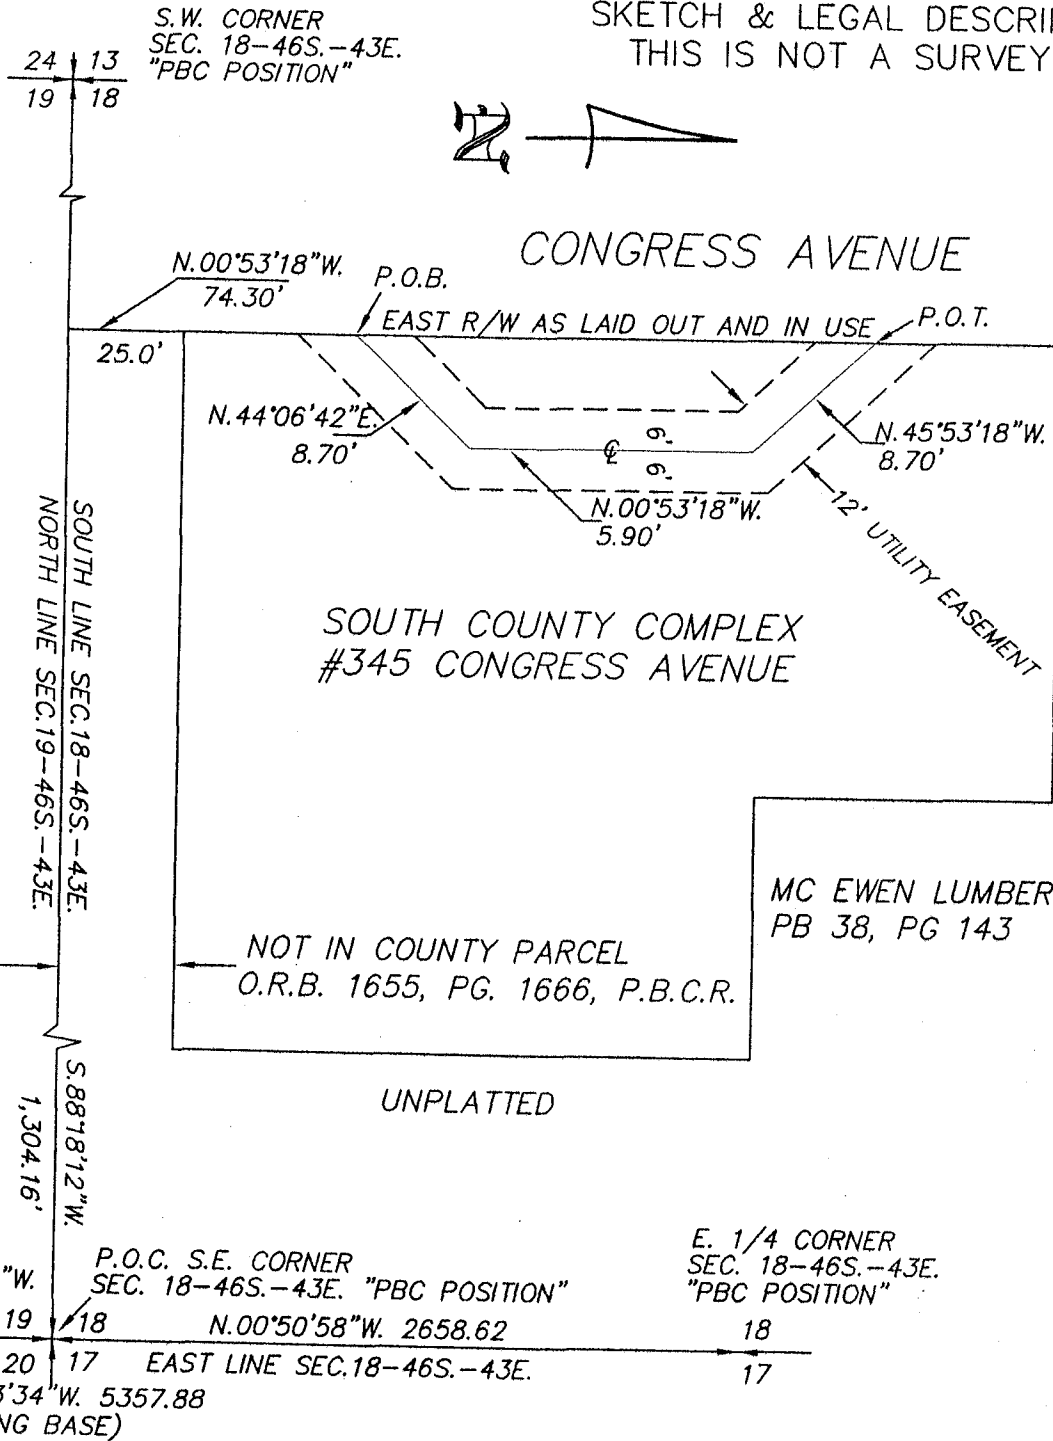 SKETCH & LEGAL DESCRI
THIS IS NOT A SURVEY
S.W. CORNER
SEC. 18-46S.-43E.
"PBC POSITION"
24 13
19 18
N
CONGRESS AVENUE
N.00°53'18"W.
74.30'
P.O.B.
EAST R/W AS LAID OUT AND IN USE
P.O.T.
25.0'
N.44°06'42"E.
8.70'
6'
℄
6'
N.45°53'18"W.
8.70'
N.00°53'18"W.
5.90'
12' UTILITY EASEMENT
SOUTH LINE SEC.18-46S.-43E.
NORTH LINE SEC.19-46S.-43E.
SOUTH COUNTY COMPLEX
#345 CONGRESS AVENUE
MC EWEN LUMBER
PB 38, PG 143
NOT IN COUNTY PARCEL
O.R.B. 1655, PG. 1666, P.B.C.R.
UNPLATTED
S.88°18'12"W.
1,304.16'
P.O.C. S.E. CORNER
SEC. 18-46S.-43E. "PBC POSITION"
E. 1/4 CORNER
SEC. 18-46S.-43E.
"PBC POSITION"
"W.
19 18
N.00°50'58"W. 2658.62
18
20 17
EAST LINE SEC.18-46S.-43E.
17
3'34"W. 5357.88
NG BASE)